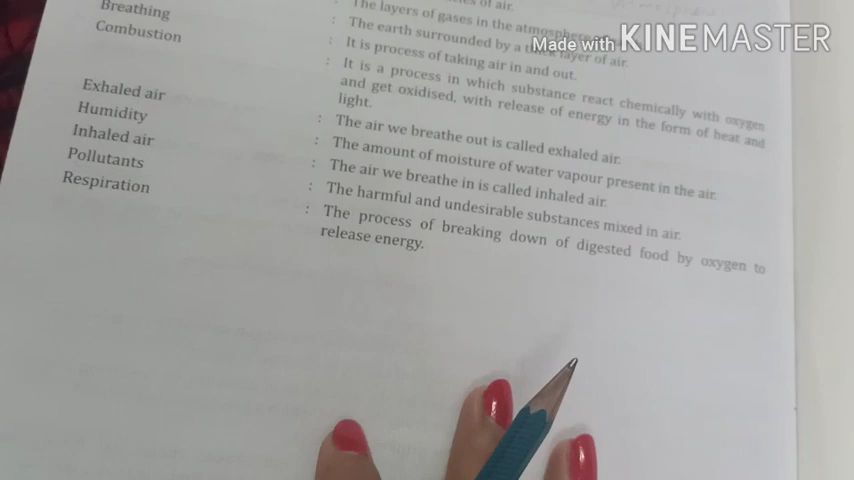 of air.
: The layers of gases in the atmosphere
Breathing : The earth surrounded by a thick layer of air.
Combustion : It is process of taking air in and out.
: It is a process in which substance react chemically with oxygen
and get oxidised, with release of energy in the form of heat and
light.
Exhaled air : The air we breathe out is called exhaled air.
Humidity : The amount of moisture of water vapour present in the air.
Inhaled air : The air we breathe in is called inhaled air.
Pollutants : The harmful and undesirable substances mixed in air.
Respiration : The process of breaking down of digested food by oxygen to
release energy.
Made with KINEMASTER